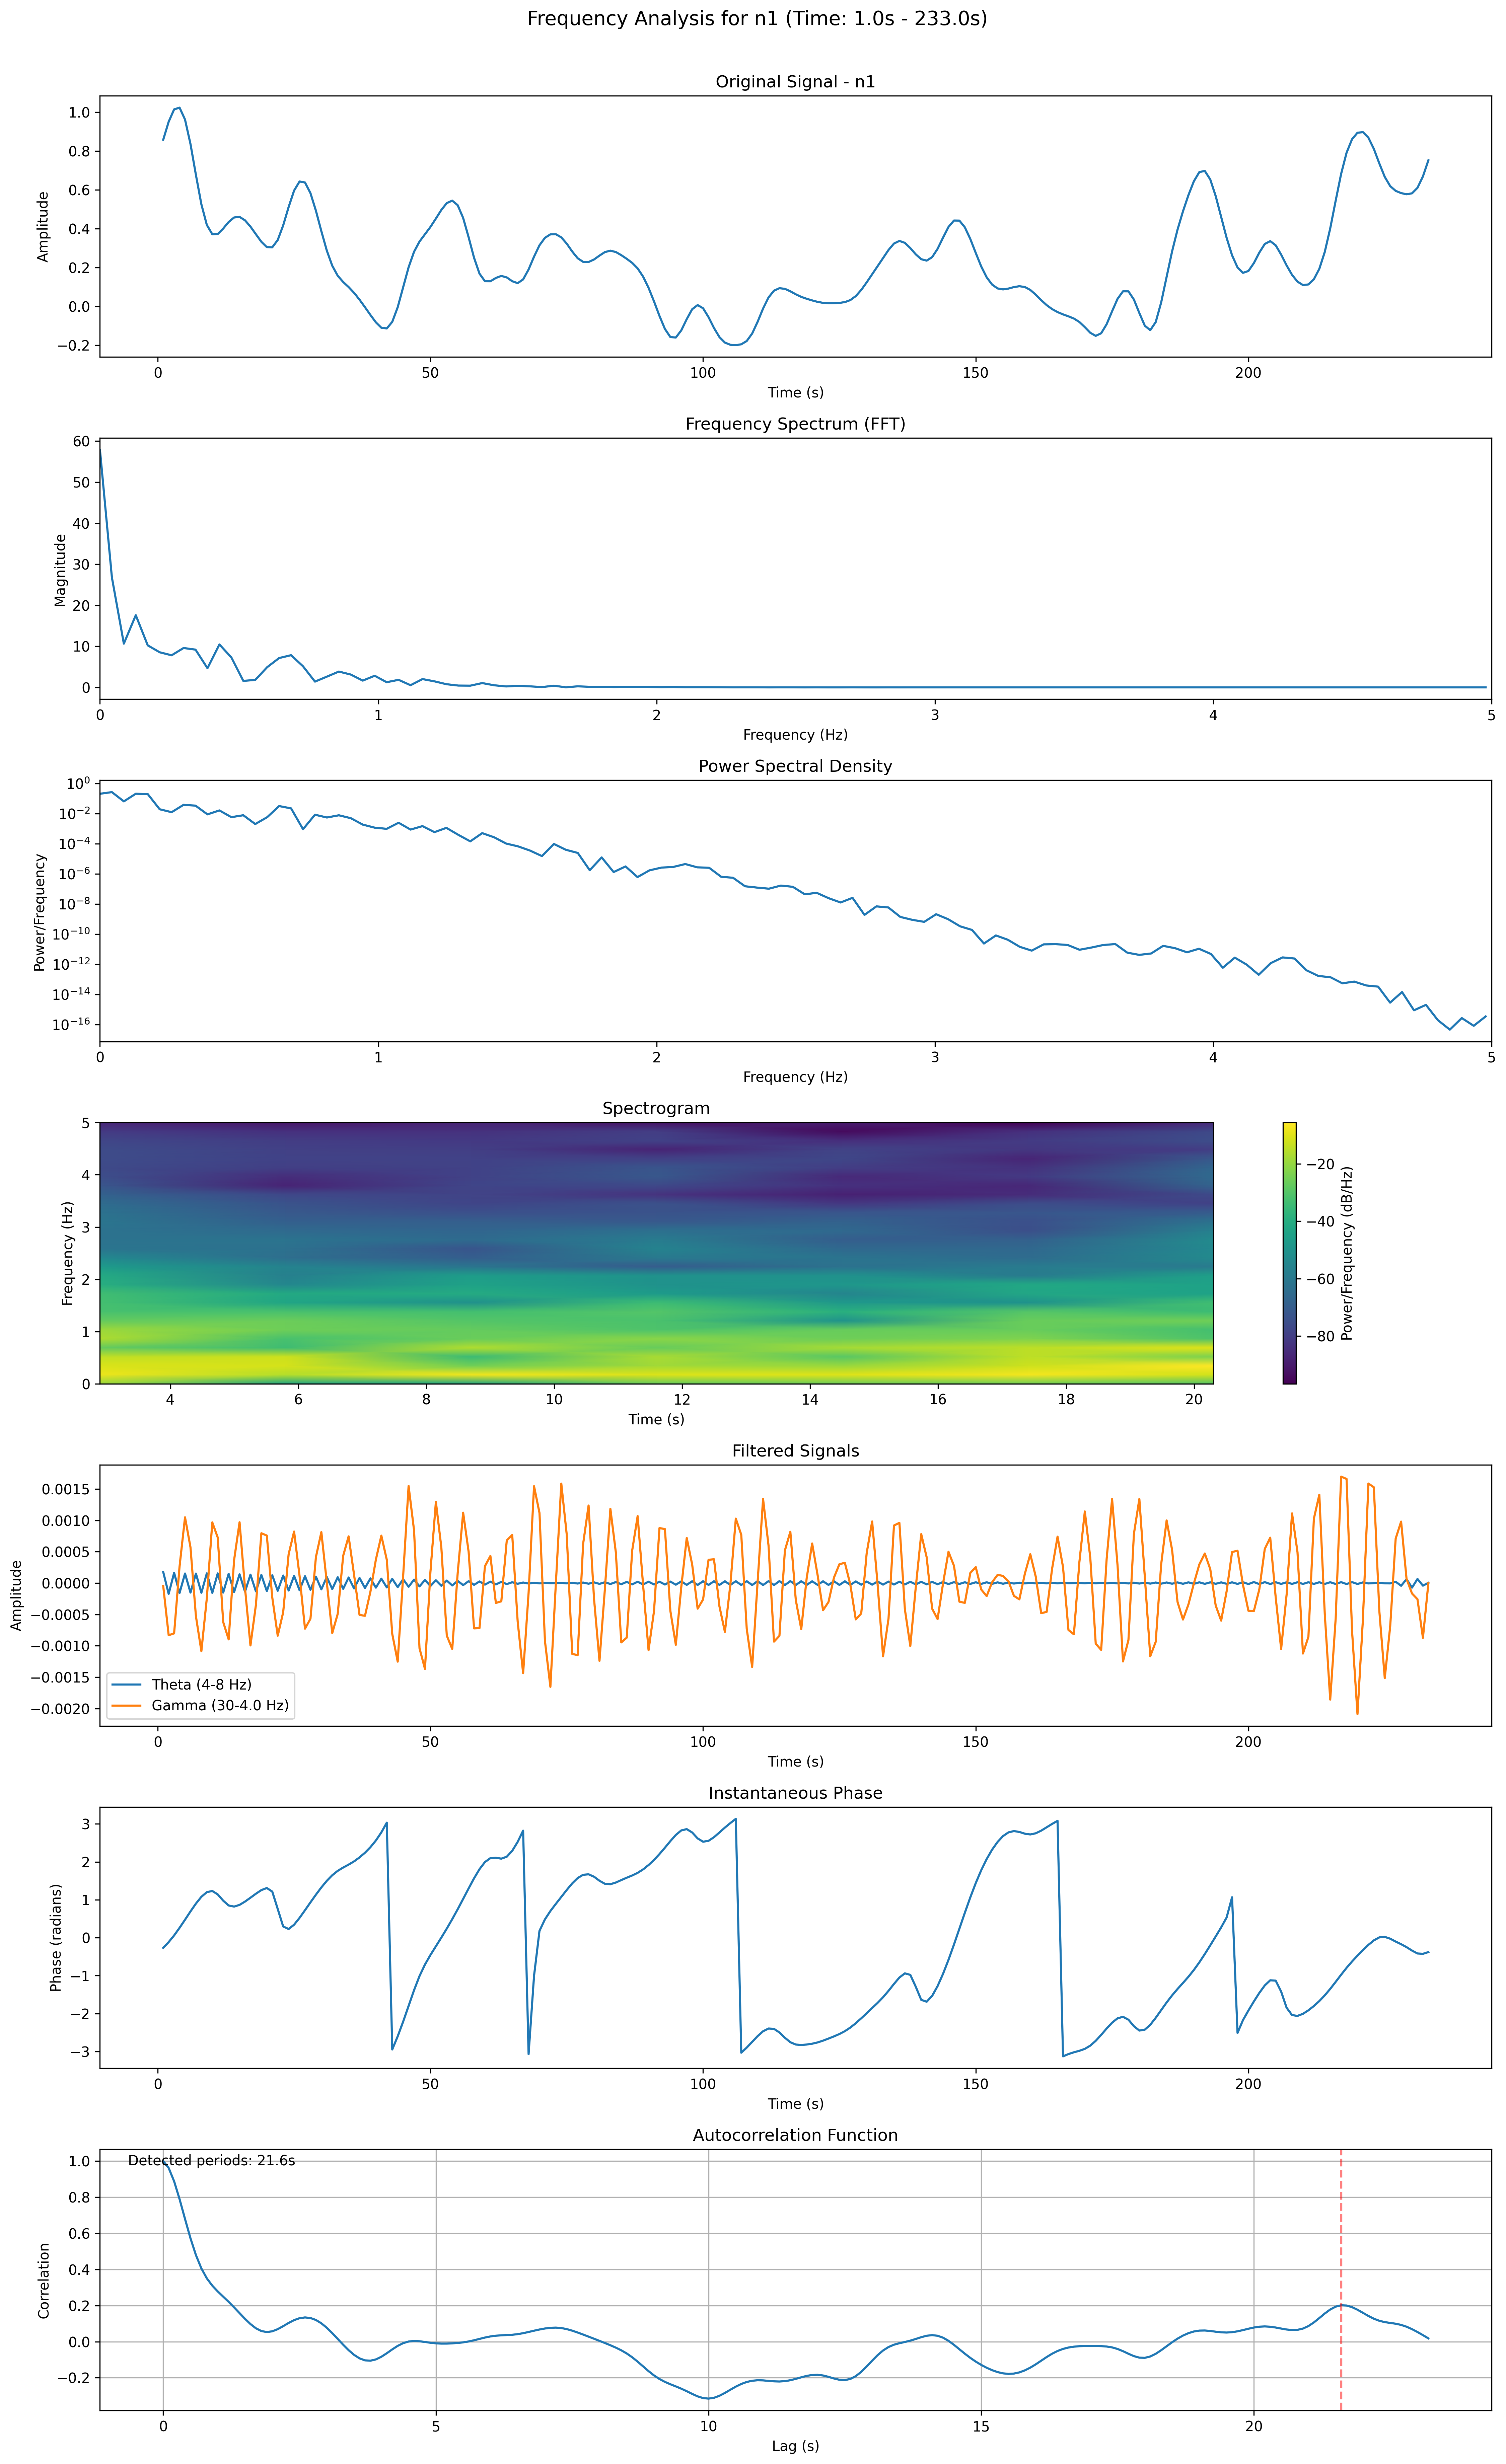 Frequency Analysis for n1 (Time: 1.0s - 233.0s)
Original Signal - n1
Amplitude
1.0
0.8
0.6
0.4
0.2
0.0
−0.2
0 50 100 150 200
Time (s)
Frequency Spectrum (FFT)
Magnitude
60
50
40
30
20
10
0
0 1 2 3 4 5
Frequency (Hz)
Power Spectral Density
Power/Frequency
10⁰
10⁻²
10⁻⁴
10⁻⁶
10⁻⁸
10⁻¹⁰
10⁻¹²
10⁻¹⁴
10⁻¹⁶
0 1 2 3 4 5
Frequency (Hz)
Spectrogram
Frequency (Hz)
5
4
3
2
1
0
4 6 8 10 12 14 16 18 20
Time (s)
−20
−40
−60
−80
Power/Frequency (dB/Hz)
Filtered Signals
Amplitude
0.0015
0.0010
0.0005
0.0000
−0.0005
−0.0010
−0.0015
−0.0020
Theta (4-8 Hz)
Gamma (30-4.0 Hz)
0 50 100 150 200
Time (s)
Instantaneous Phase
Phase (radians)
3
2
1
0
−1
−2
−3
0 50 100 150 200
Time (s)
Autocorrelation Function
Detected periods: 21.6s
Correlation
1.0
0.8
0.6
0.4
0.2
0.0
−0.2
0 5 10 15 20
Lag (s)